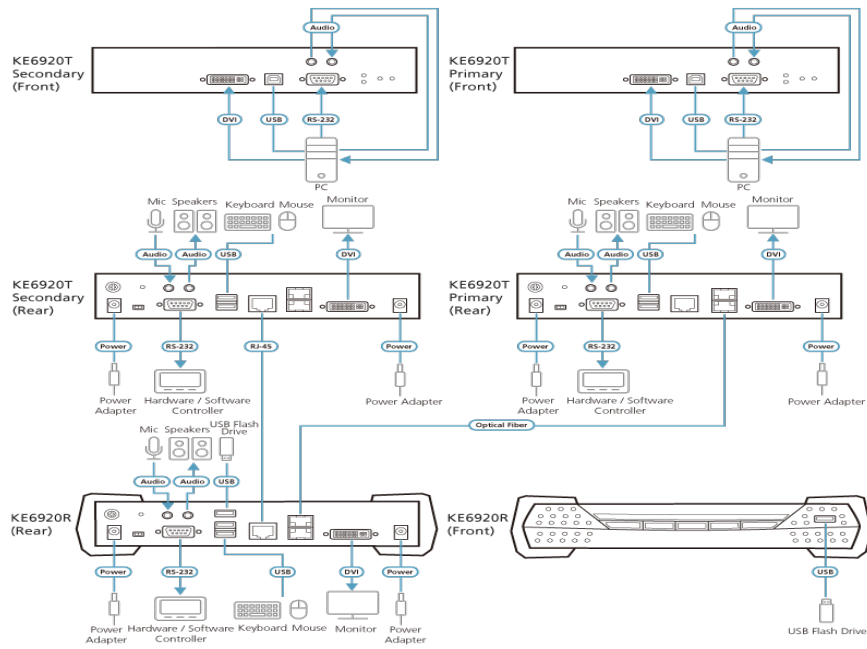 Audio
Audio
KE6920T
Secondary
(Front)
KE6920T
Primary
(Front)
DVI
USB
RS-232
DVI
USB
RS-232
PC
PC
Mic Speakers Keyboard Mouse Monitor
Mic Speakers Keyboard Mouse Monitor
Audio
Audio
USB
DVI
Audio
Audio
USB
DVI
KE6920T
Secondary
(Rear)
KE6920T
Primary
(Rear)
Power
RS-232
RJ-45
Power
Power
RS-232
Power
Power
Adapter
Hardware / Software
Controller
Power Adapter
Power
Adapter
Hardware / Software
Controller
Power Adapter
Optical Fiber
Mic Speakers
USB Flash
Drive
Audio
Audio
USB
KE6920R
(Rear)
KE6920R
(Front)
Power
RS-232
USB
DVI
Power
USB
Power
Adapter
Hardware / Software
Controller
Keyboard Mouse
Monitor
Power
Adapter
USB Flash Drive